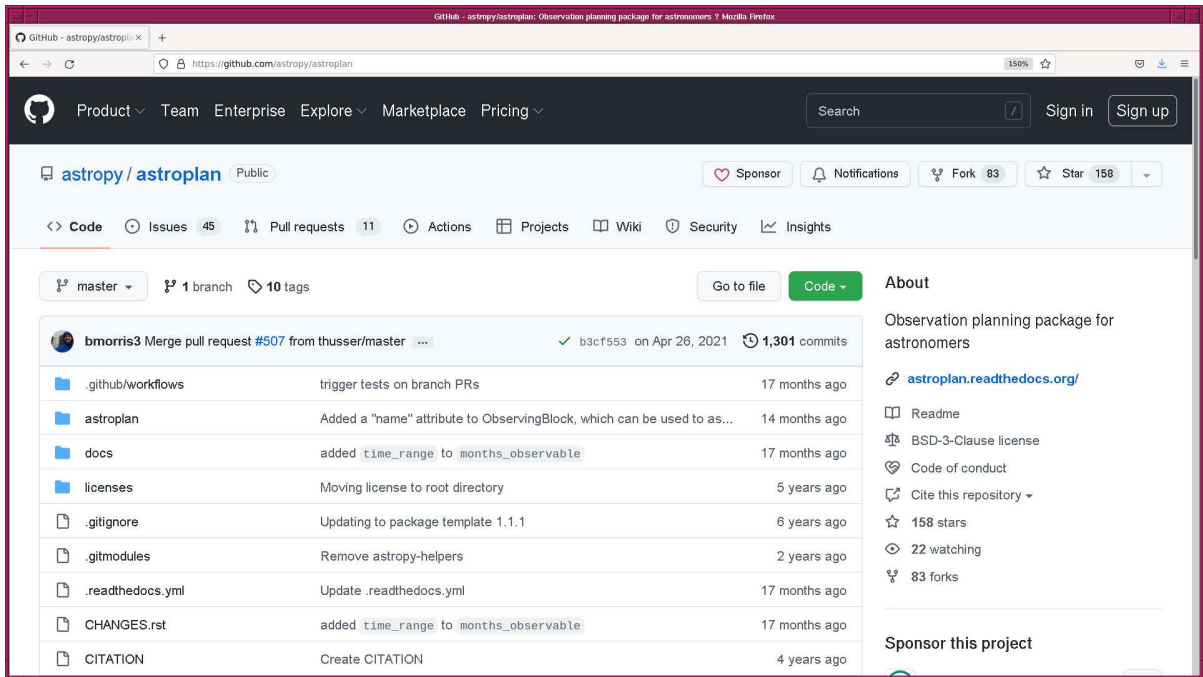 GitHub - astropy/astroplan: Observation planning package for astronomers ? Mozilla Firefox
GitHub - astropy/astropla ×
+
https://github.com/astropy/astroplan
150%
Product
Team
Enterprise
Explore
Marketplace
Pricing
Search
/
Sign in
Sign up
astropy / astroplan
Public
Sponsor
Notifications
Fork 83
Star 158
<> Code
Issues 45
Pull requests 11
Actions
Projects
Wiki
Security
Insights
master
1 branch
10 tags
Go to file
Code
bmorris3 Merge pull request #507 from thusser/master ...
b3cf553 on Apr 26, 2021
1,301 commits
.github/workflows
trigger tests on branch PRs
17 months ago
astroplan
Added a "name" attribute to ObservingBlock, which can be used to as...
14 months ago
docs
added time_range to months_observable
17 months ago
licenses
Moving license to root directory
5 years ago
.gitignore
Updating to package template 1.1.1
6 years ago
.gitmodules
Remove astropy-helpers
2 years ago
.readthedocs.yml
Update .readthedocs.yml
17 months ago
CHANGES.rst
added time_range to months_observable
17 months ago
CITATION
Create CITATION
4 years ago
About
Observation planning package for
astronomers
astroplan.readthedocs.org/
Readme
BSD-3-Clause license
Code of conduct
Cite this repository
158 stars
22 watching
83 forks
Sponsor this project